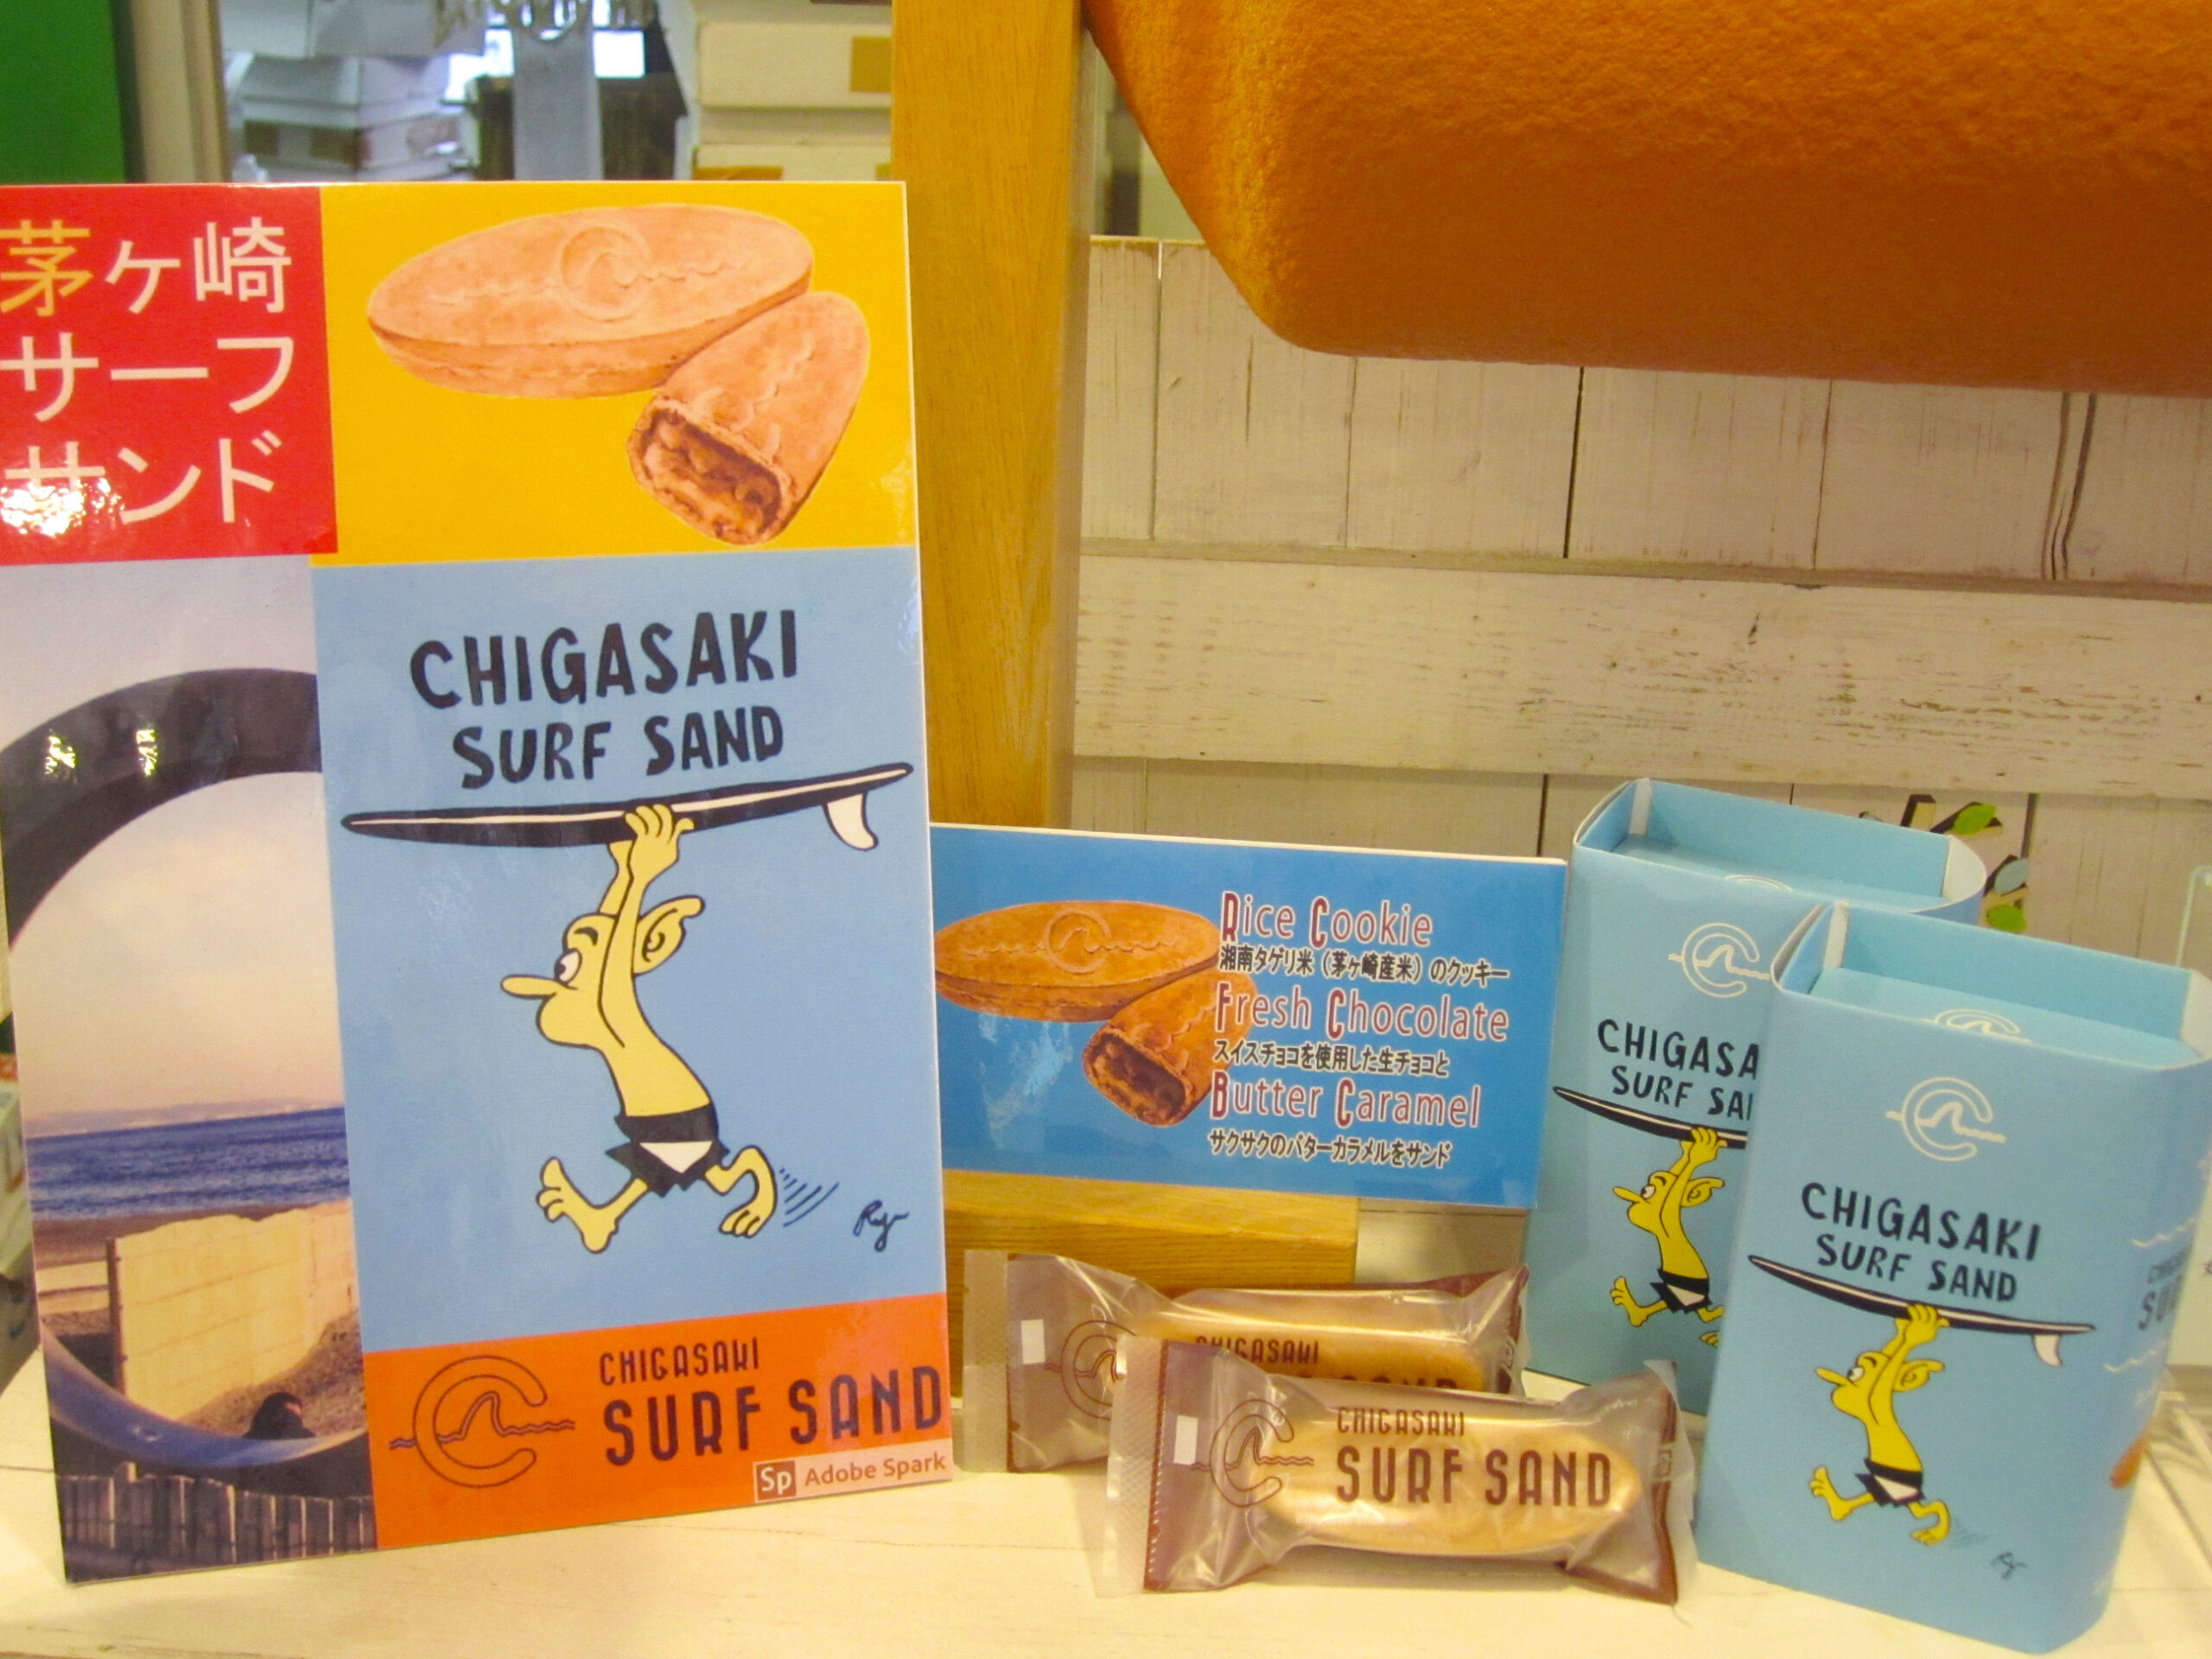 茅ヶ崎
サーフ
サンド
CHIGASAKI
SURF SAND
Ryu
CHIGASAKI
SURF SAND
Sp Adobe Spark
Rice Cookie
湘南タゲリ米（茅ヶ崎産米）のクッキー
Fresh Chocolate
スイスチョコを使用した生チョコと
Butter Caramel
サクサクのバターカラメルをサンド
CHIGASAKI
CHIGASAKI
SURF SAND
CHIGASA
SURF SA
CHIGASAKI
SURF SAND